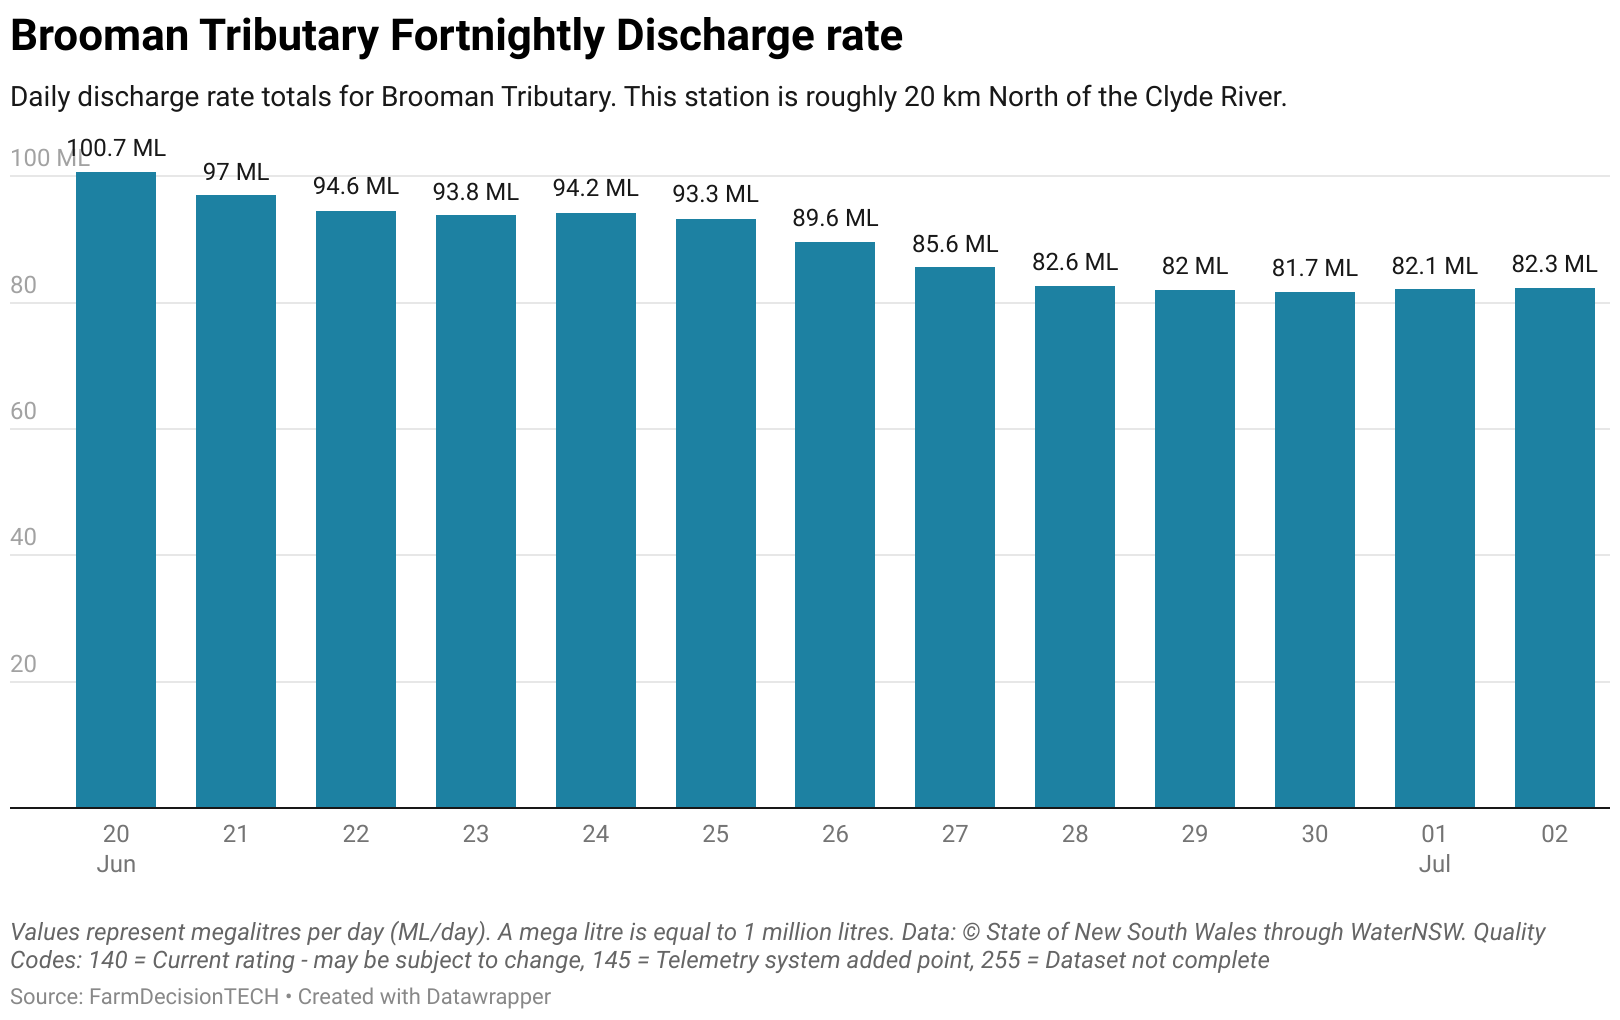 Brooman Tributary Fortnightly Discharge rate
Daily discharge rate totals for Brooman Tributary. This station is roughly 20 km North of the Clyde River.
100 ML
80
60
40
20
100.7 ML
97 ML
94.6 ML
93.8 ML
94.2 ML
93.3 ML
89.6 ML
85.6 ML
82.6 ML
82 ML
81.7 ML
82.1 ML
82.3 ML
20 21 22 23 24 25 26 27 28 29 30 01 02
Jun Jul
Values represent megalitres per day (ML/day). A mega litre is equal to 1 million litres. Data: © State of New South Wales through WaterNSW. Quality
Codes: 140 = Current rating - may be subject to change, 145 = Telemetry system added point, 255 = Dataset not complete
Source: FarmDecisionTECH • Created with Datawrapper